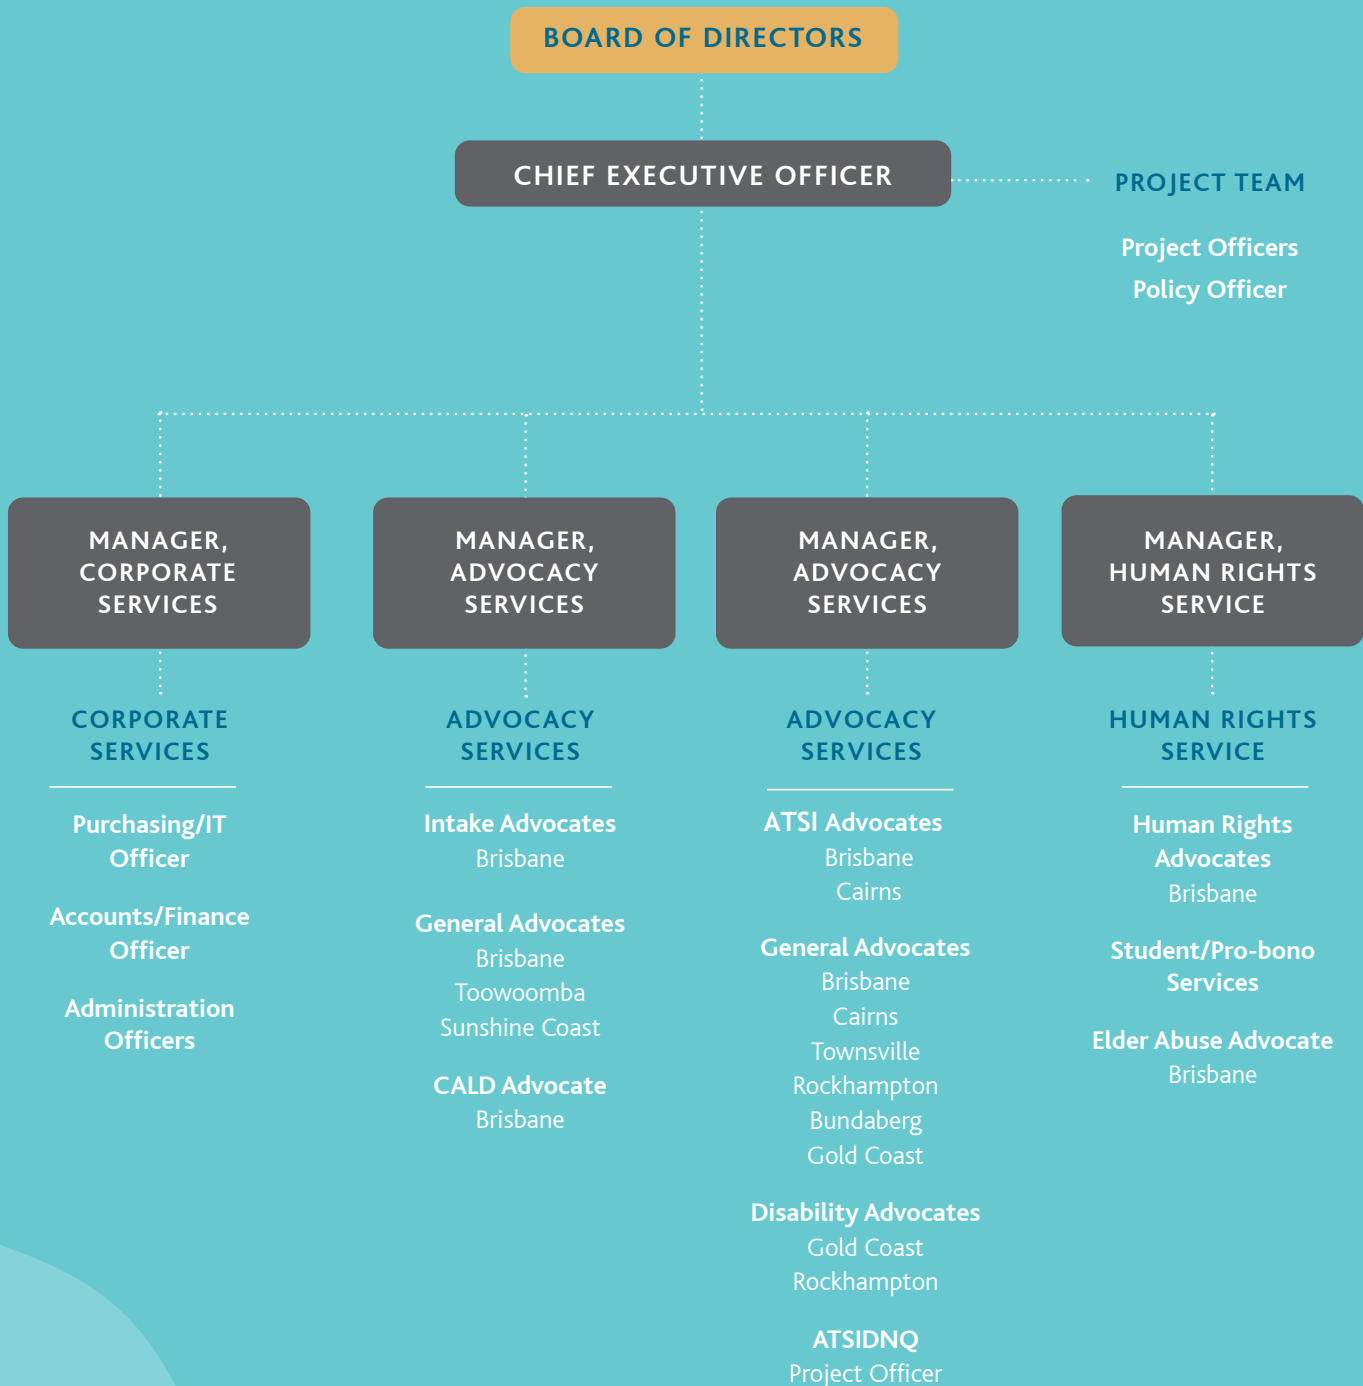 BOARD OF DIRECTORS
CHIEF EXECUTIVE OFFICER
PROJECT TEAM
Project Officers
Policy Officer
MANAGER,
CORPORATE
SERVICES
MANAGER,
ADVOCACY
SERVICES
MANAGER,
ADVOCACY
SERVICES
MANAGER,
HUMAN RIGHTS
SERVICE
CORPORATE
SERVICES
Purchasing/IT
Officer
Accounts/Finance
Officer
Administration
Officers
ADVOCACY
SERVICES
Intake Advocates
Brisbane
General Advocates
Brisbane
Toowoomba
Sunshine Coast
CALD Advocate
Brisbane
ADVOCACY
SERVICES
ATSI Advocates
Brisbane
Cairns
General Advocates
Brisbane
Cairns
Townsville
Rockhampton
Bundaberg
Gold Coast
Disability Advocates
Gold Coast
Rockhampton
ATSIDNQ
Project Officer
HUMAN RIGHTS
SERVICE
Human Rights
Advocates
Brisbane
Student/Pro-bono
Services
Elder Abuse Advocate
Brisbane